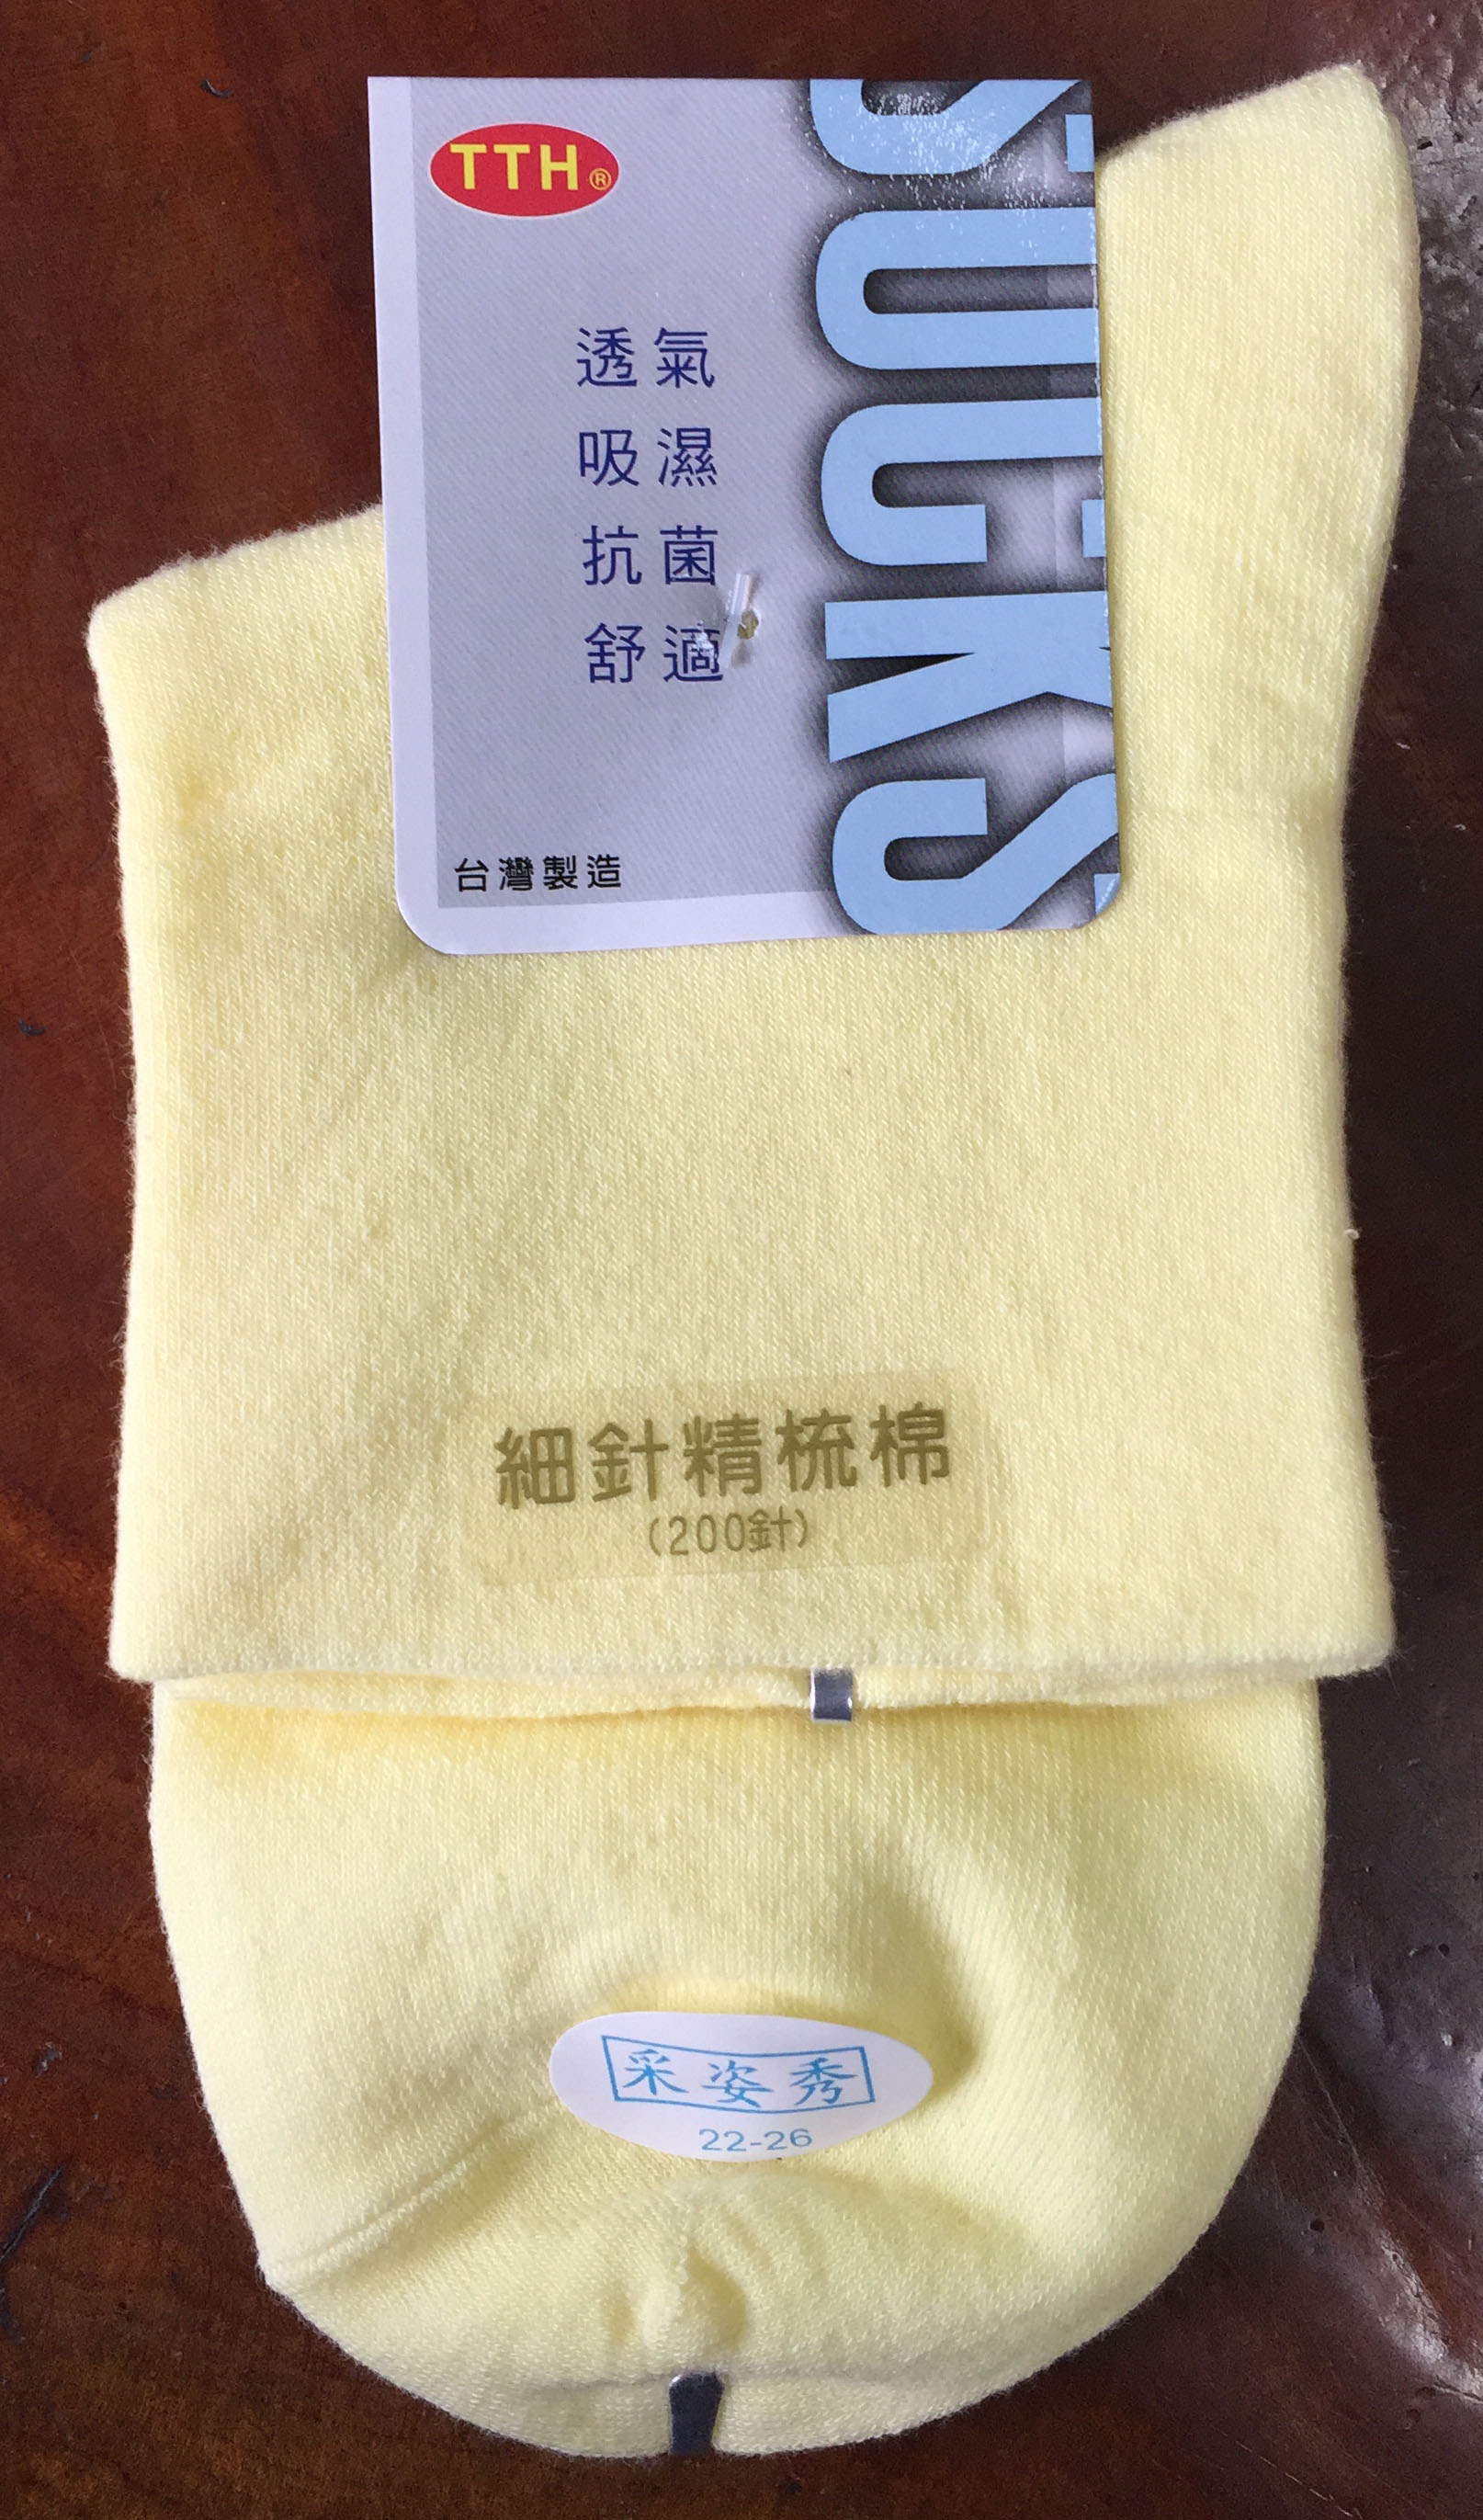 TTH®
SOCKS
透氣
吸濕
抗菌
舒適
台灣製造
細針精梳棉
(200針)
采姿秀
22-26